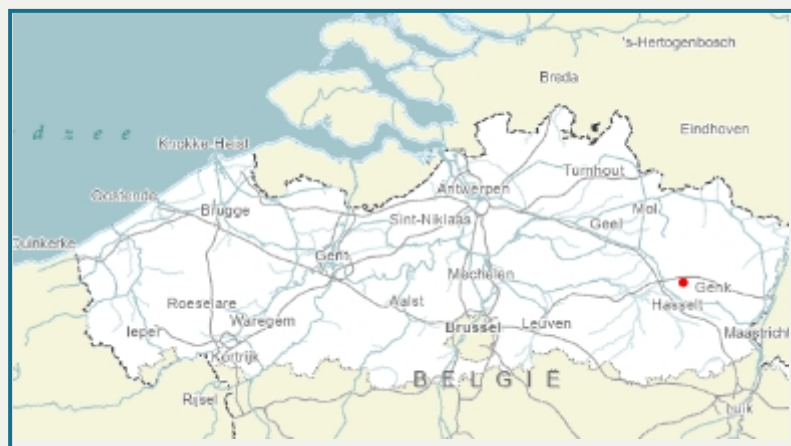 's-Hertogenbosch
Breda
d z e e
Eindhoven
Knokke-Heist
Turnhout
Oostende
Antwerpen
Mol
Brugge
Sint-Niklaas
Geel
Duinkerke
Gent
Mechelen
Genk
Roeselare
Aalst
Hasselt
Ieper
Waregem
Brussel
Leuven
Maastricht
Kortrijk
BELGIË
Rijsel
Luik